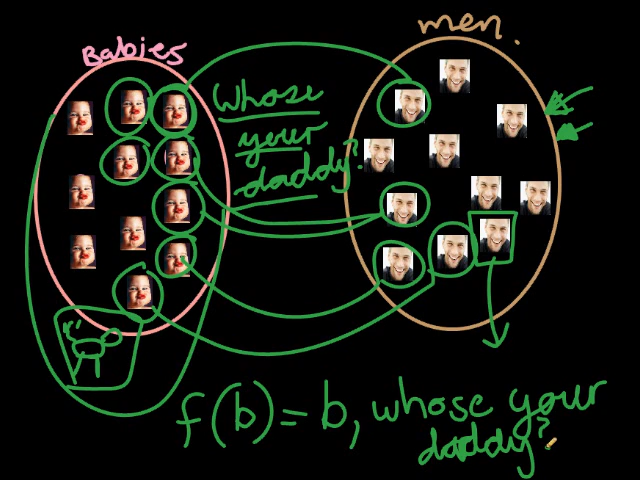 Babies
men.
Whose
your
daddy?
f(b) = b, whose your
daddy?